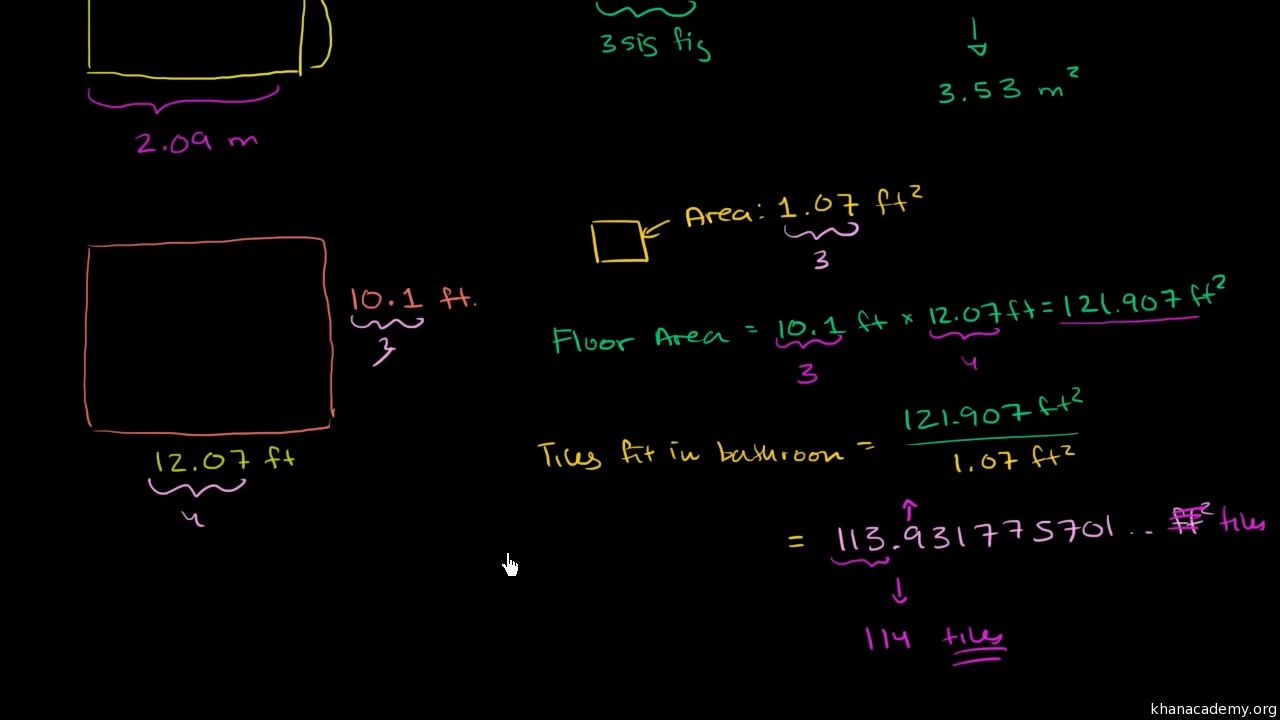 3 sig fig
3.53 m²
2.09 m
Area: 1.07 ft²
3
10.1 ft.
3
Floor Area = 10.1 ft × 12.07 ft = 121.907 ft²
3
4
12.07 ft
4
Tiles fit in bathroom = 121.907 ft²
1.07 ft²
= 113.931775701... ft² tiles
114 tiles
khanacademy.org